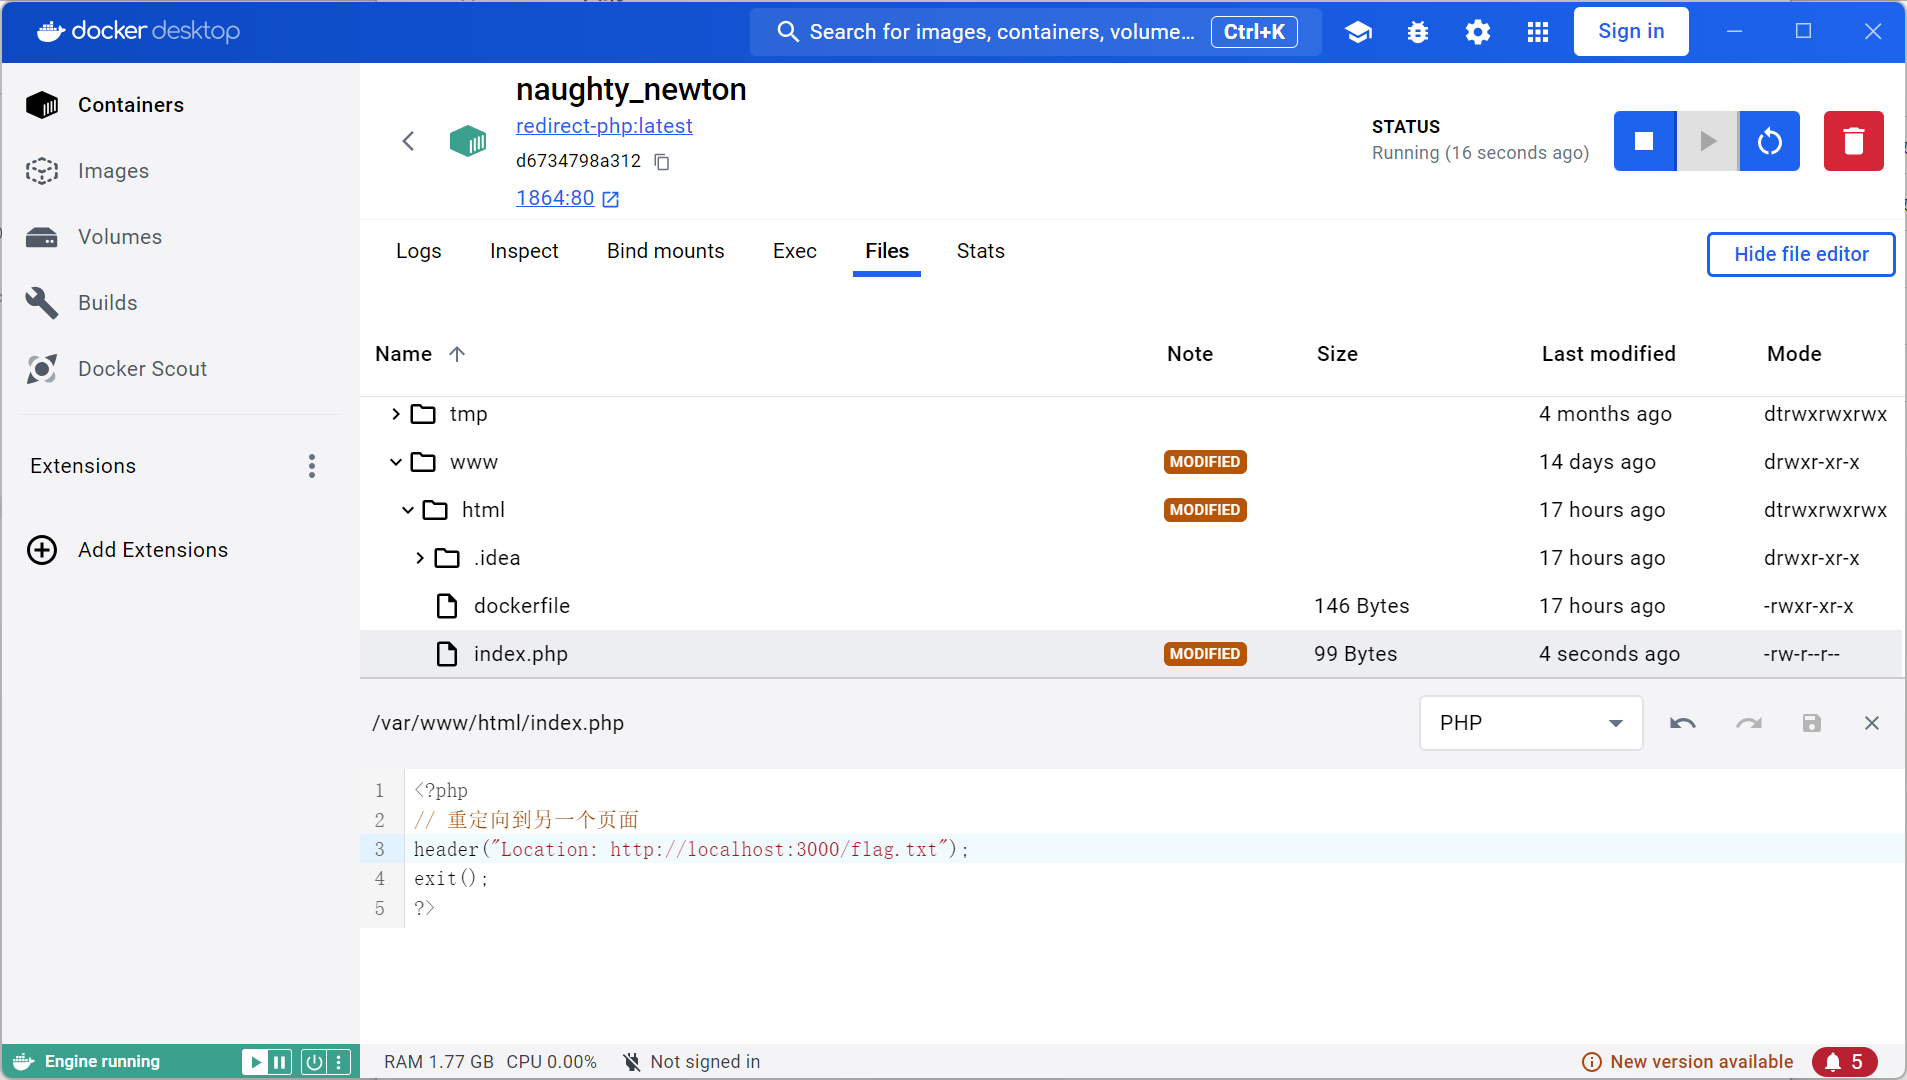 docker desktop
Search for images, containers, volume... Ctrl+K
Sign in
Containers
Images
Volumes
Builds
Docker Scout
Extensions
Add Extensions
naughty_newton
redirect-php:latest
d6734798a312
1864:80
STATUS
Running (16 seconds ago)
Logs Inspect Bind mounts Exec Files Stats
Hide file editor
Name Note Size Last modified Mode
tmp 4 months ago dtrwxrwxrwx
www MODIFIED 14 days ago drwxr-xr-x
html MODIFIED 17 hours ago dtrwxrwxrwx
.idea 17 hours ago drwxr-xr-x
dockerfile 146 Bytes 17 hours ago -rwxr-xr-x
index.php MODIFIED 99 Bytes 4 seconds ago -rw-r--r--
/var/www/html/index.php PHP
1 <?php
2 // 重定向到另一个页面
3 header("Location: http://localhost:3000/flag.txt");
4 exit();
5 ?>
Engine running
RAM 1.77 GB CPU 0.00% Not signed in
New version available 5